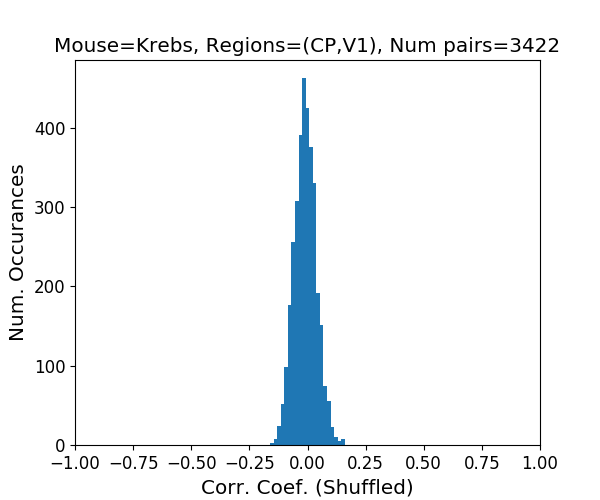 Mouse=Krebs, Regions=(CP,V1), Num pairs=3422
Num. Occurances
400
300
200
100
0
−1.00 −0.75 −0.50 −0.25 0.00 0.25 0.50 0.75 1.00
Corr. Coef. (Shuffled)